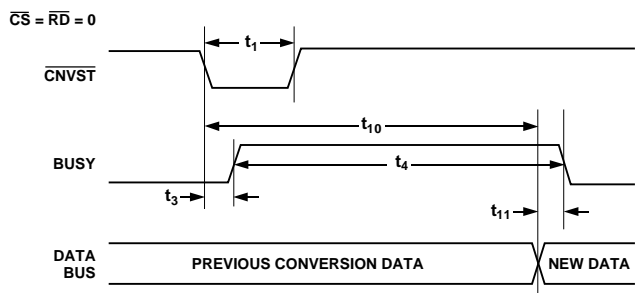 CS = RD = 0
t1
CNVST
t10
BUSY
t4
t3
t11
DATA
BUS
PREVIOUS CONVERSION DATA
NEW DATA